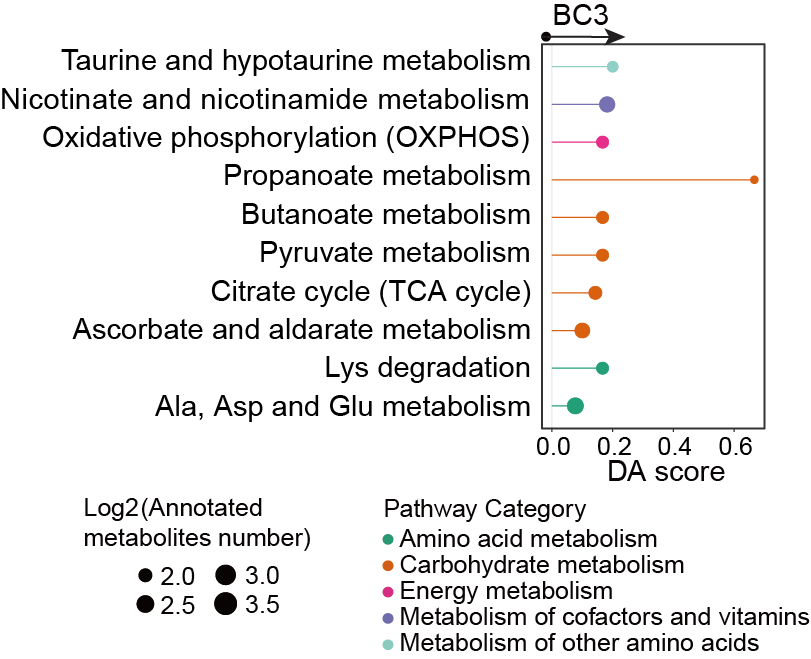 BC3
Taurine and hypotaurine metabolism
Nicotinate and nicotinamide metabolism
Oxidative phosphorylation (OXPHOS)
Propanoate metabolism
Butanoate metabolism
Pyruvate metabolism
Citrate cycle (TCA cycle)
Ascorbate and aldarate metabolism
Lys degradation
Ala, Asp and Glu metabolism
0.0 0.2 0.4 0.6
DA score
Log2(Annotated
metabolites number)
2.0 3.0
2.5 3.5
Pathway Category
Amino acid metabolism
Carbohydrate metabolism
Energy metabolism
Metabolism of cofactors and vitamins
Metabolism of other amino acids